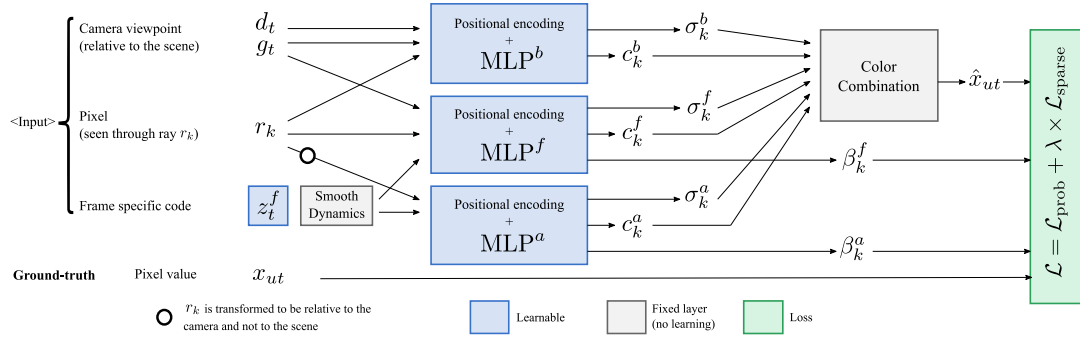 <Input>
Camera viewpoint
(relative to the scene)
d_t
g_t
Pixel
(seen through ray r_k)
r_k
Frame specific code
z_t^f
Smooth
Dynamics
Positional encoding
+
MLP^b
Positional encoding
+
MLP^f
Positional encoding
+
MLP^a
σ_k^b
c_k^b
σ_k^f
c_k^f
β_k^f
σ_k^a
c_k^a
β_k^a
Color
Combination
x̂_{ut}
ℒ = ℒ_prob + λ × ℒ_sparse
Ground-truth
Pixel value
x_{ut}
r_k is transformed to be relative to the
camera and not to the scene
Learnable
Fixed layer
(no learning)
Loss